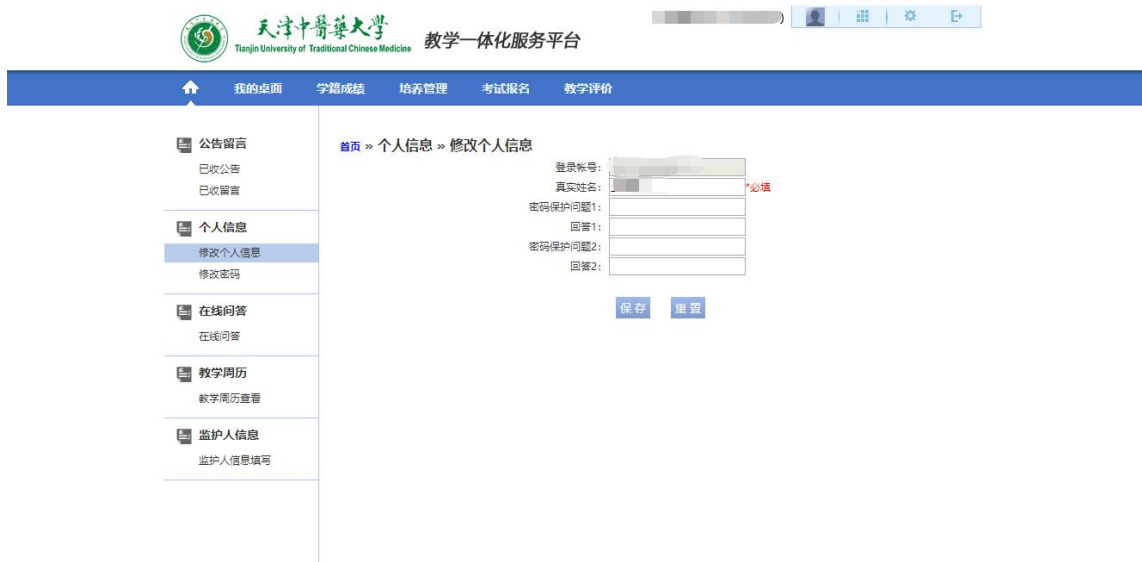 天津中醫藥大學
Tianjin University of Traditional Chinese Medicine
教学一体化服务平台
)
我的桌面 学籍成绩 培养管理 考试报名 教学评价
公告留言
已收公告
已收留言
个人信息
修改个人信息
修改密码
在线问答
在线问答
教学周历
教学周历查看
监护人信息
监护人信息填写
首页 » 个人信息 » 修改个人信息
登录帐号:
真实姓名: *必填
密码保护问题1:
回答1:
密码保护问题2:
回答2:
保存 重置